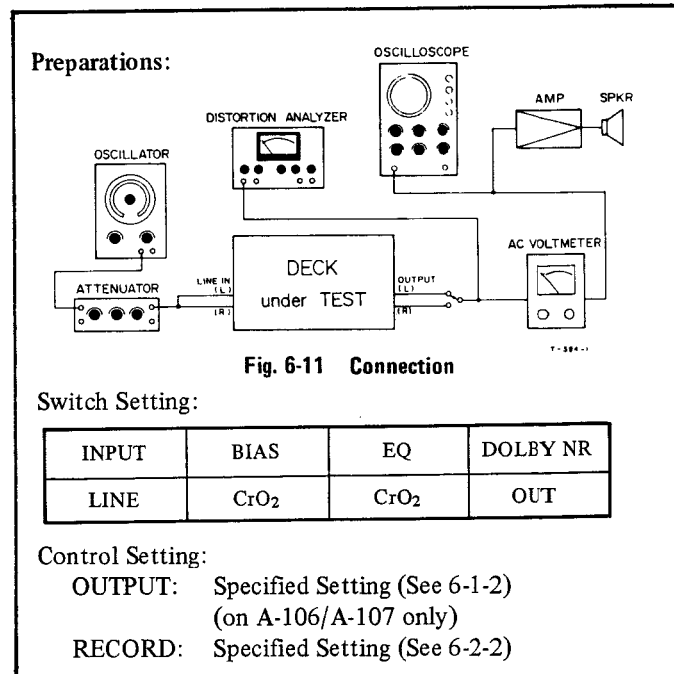 Preparations:
OSCILLOSCOPE
AMP
SPKR
DISTORTION ANALYZER
OSCILLATOR
AC VOLTMETER
ATTENUATOR
LINE IN
(L)
(R)
DECK
under TEST
OUTPUT
(L)
(R)
T-394-1
Fig. 6-11 Connection
Switch Setting:
INPUT BIAS EQ DOLBY NR
LINE CrO₂ CrO₂ OUT
Control Setting:
OUTPUT: Specified Setting (See 6-1-2)
(on A-106/A-107 only)
RECORD: Specified Setting (See 6-2-2)